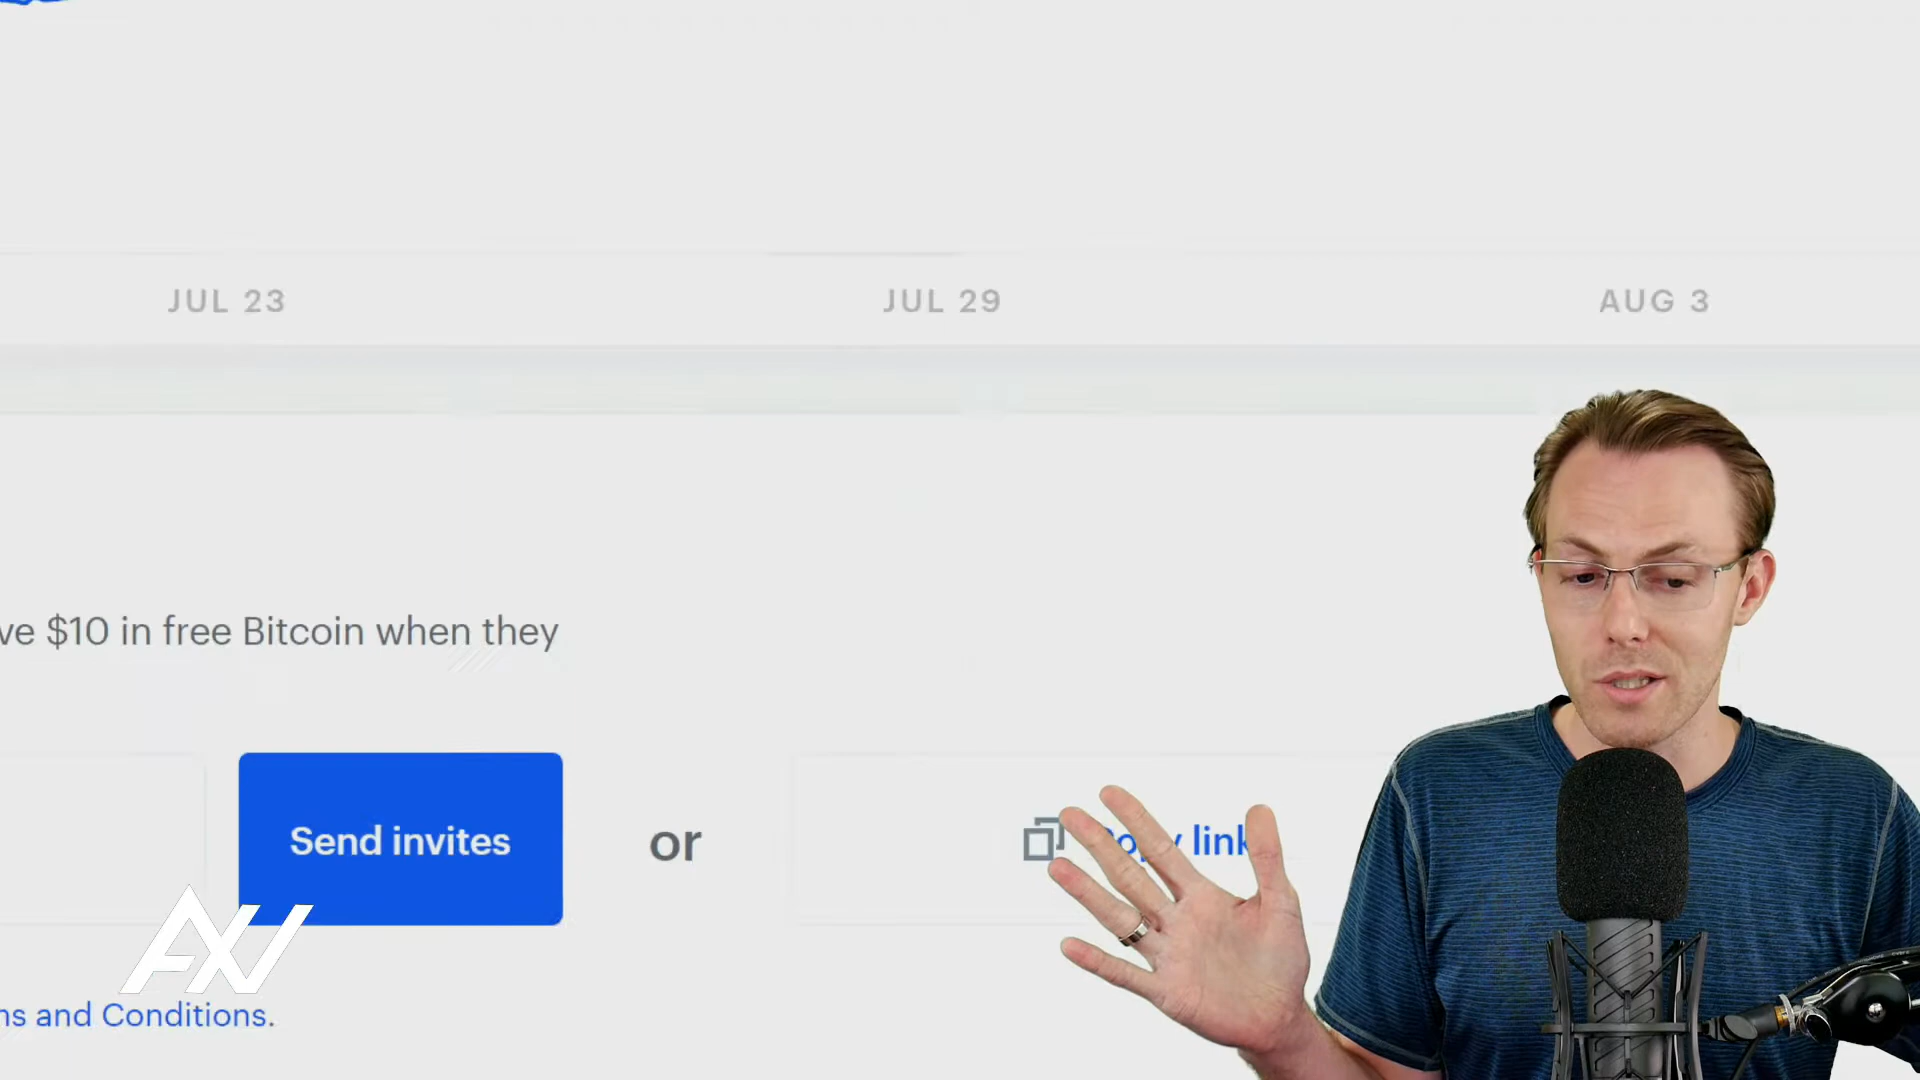 JUL 23 JUL 29 AUG 3
ve $10 in free Bitcoin when they
Send invites or Copy link
ns and Conditions.